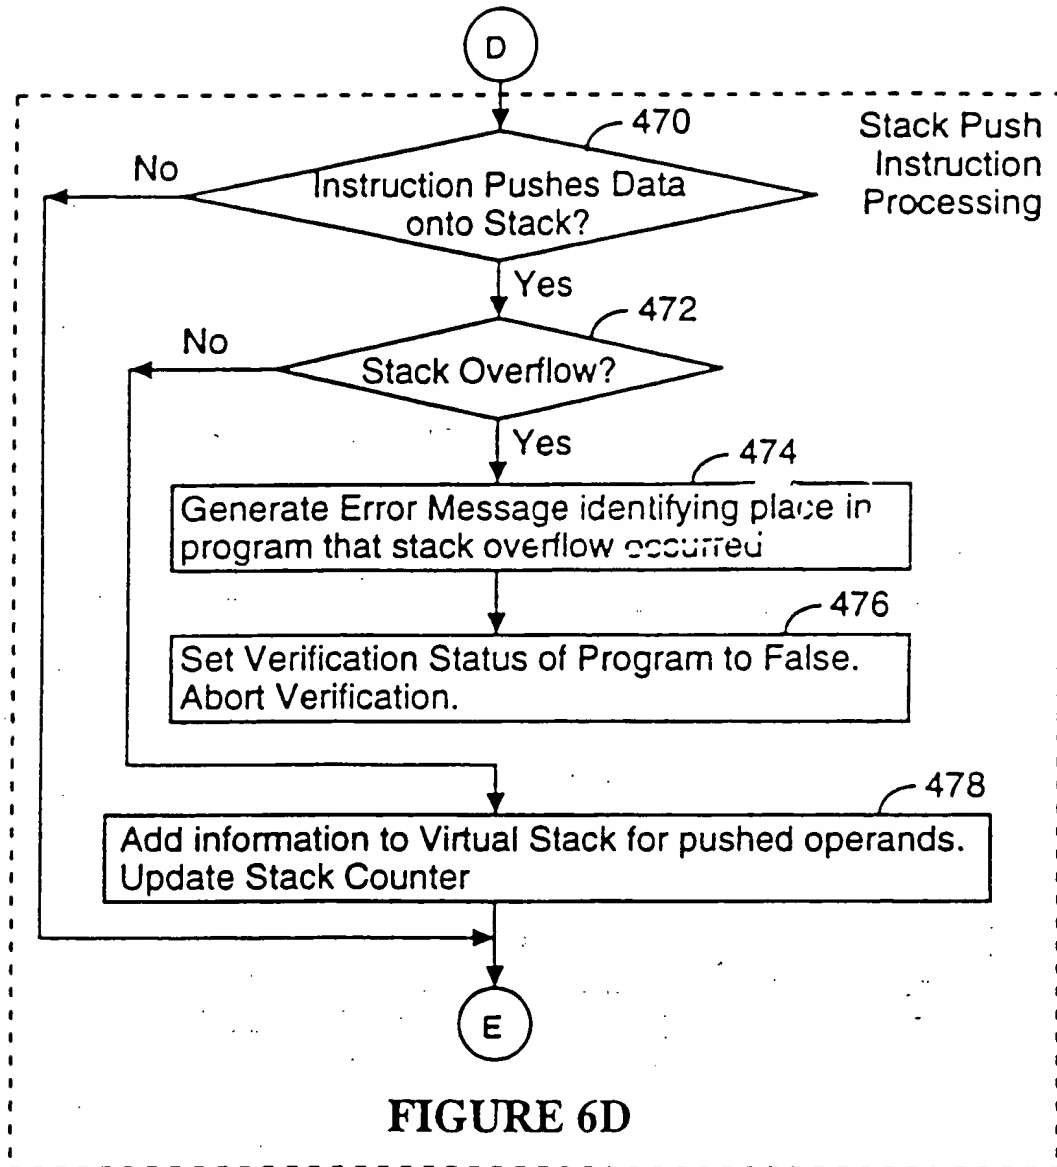 D
470
Stack Push
Instruction
Processing
No
Instruction Pushes Data
onto Stack?
Yes
472
No
Stack Overflow?
Yes
474
Generate Error Message identifying place in
program that stack overflow occurred
476
Set Verification Status of Program to False.
Abort Verification.
478
Add information to Virtual Stack for pushed operands.
Update Stack Counter
E
FIGURE 6D